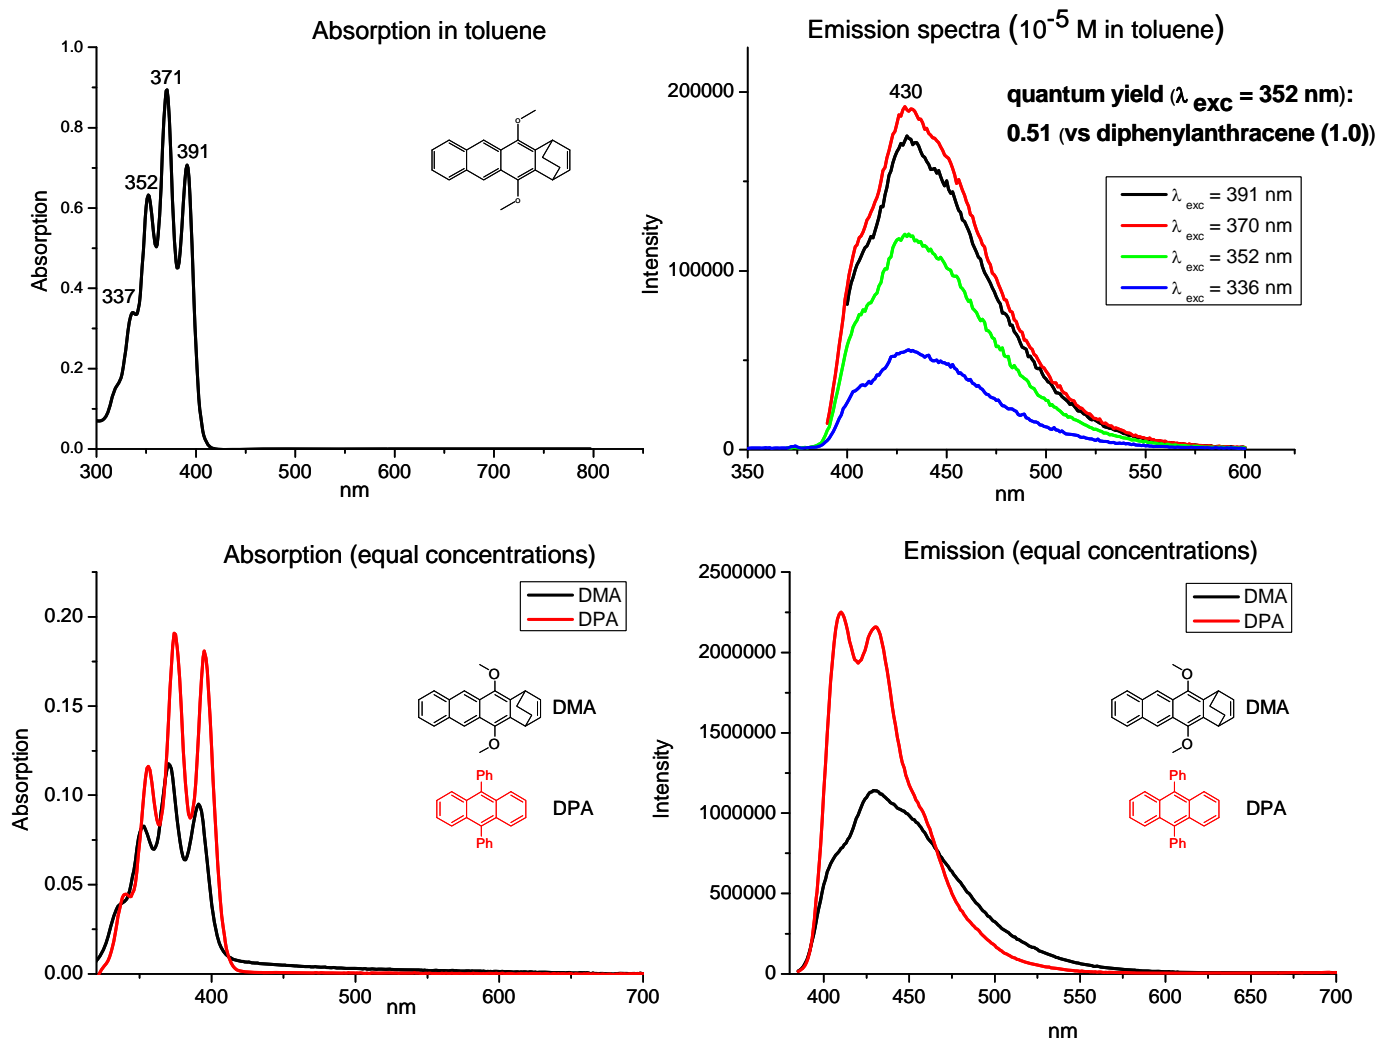 Absorption in toluene
1.0
0.8
0.6
0.4
0.2
0.0
Absorption
371
391
352
337
O
O
300 400 500 600 700 800
nm
Emission spectra (10-5 M in toluene)
200000
100000
0
Intensity
430
quantum yield (λ exc = 352 nm):
0.51 (vs diphenylanthracene (1.0))
λ exc = 391 nm
λ exc = 370 nm
λ exc = 352 nm
λ exc = 336 nm
350 400 450 500 550 600
nm
Absorption (equal concentrations)
DMA
DPA
0.20
0.15
0.10
0.05
0.00
Absorption
O
DMA
O
Ph
DPA
Ph
400 500 600 700
nm
Emission (equal concentrations)
DMA
DPA
2500000
2000000
1500000
1000000
500000
0
Intensity
O
DMA
O
Ph
DPA
Ph
400 450 500 550 600 650 700
nm